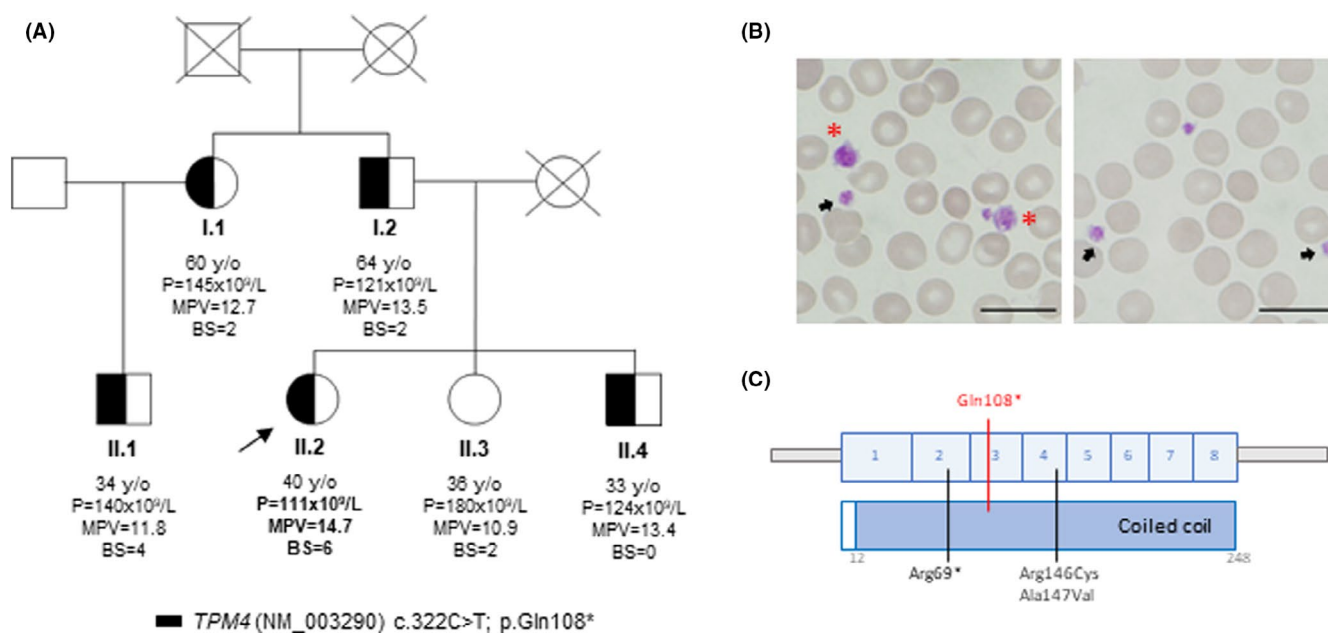 (A)
I.1
60 y/o
P=145x10⁹/L
MPV=12.7
BS=2
I.2
64 y/o
P=121x10⁹/L
MPV=13.5
BS=2
II.1
34 y/o
P=140x10⁹/L
MPV=11.8
BS=4
II.2
40 y/o
P=111x10⁹/L
MPV=14.7
BS=6
II.3
36 y/o
P=180x10⁹/L
MPV=10.9
BS=2
II.4
33 y/o
P=124x10⁹/L
MPV=13.4
BS=0
TPM4 (NM_003290) c.322C>T; p.Gln108*
(B)
*
*
(C)
Gln108*
1 2 3 4 5 6 7 8
Coiled coil
12 248
Arg69*
Arg146Cys
Ala147Val